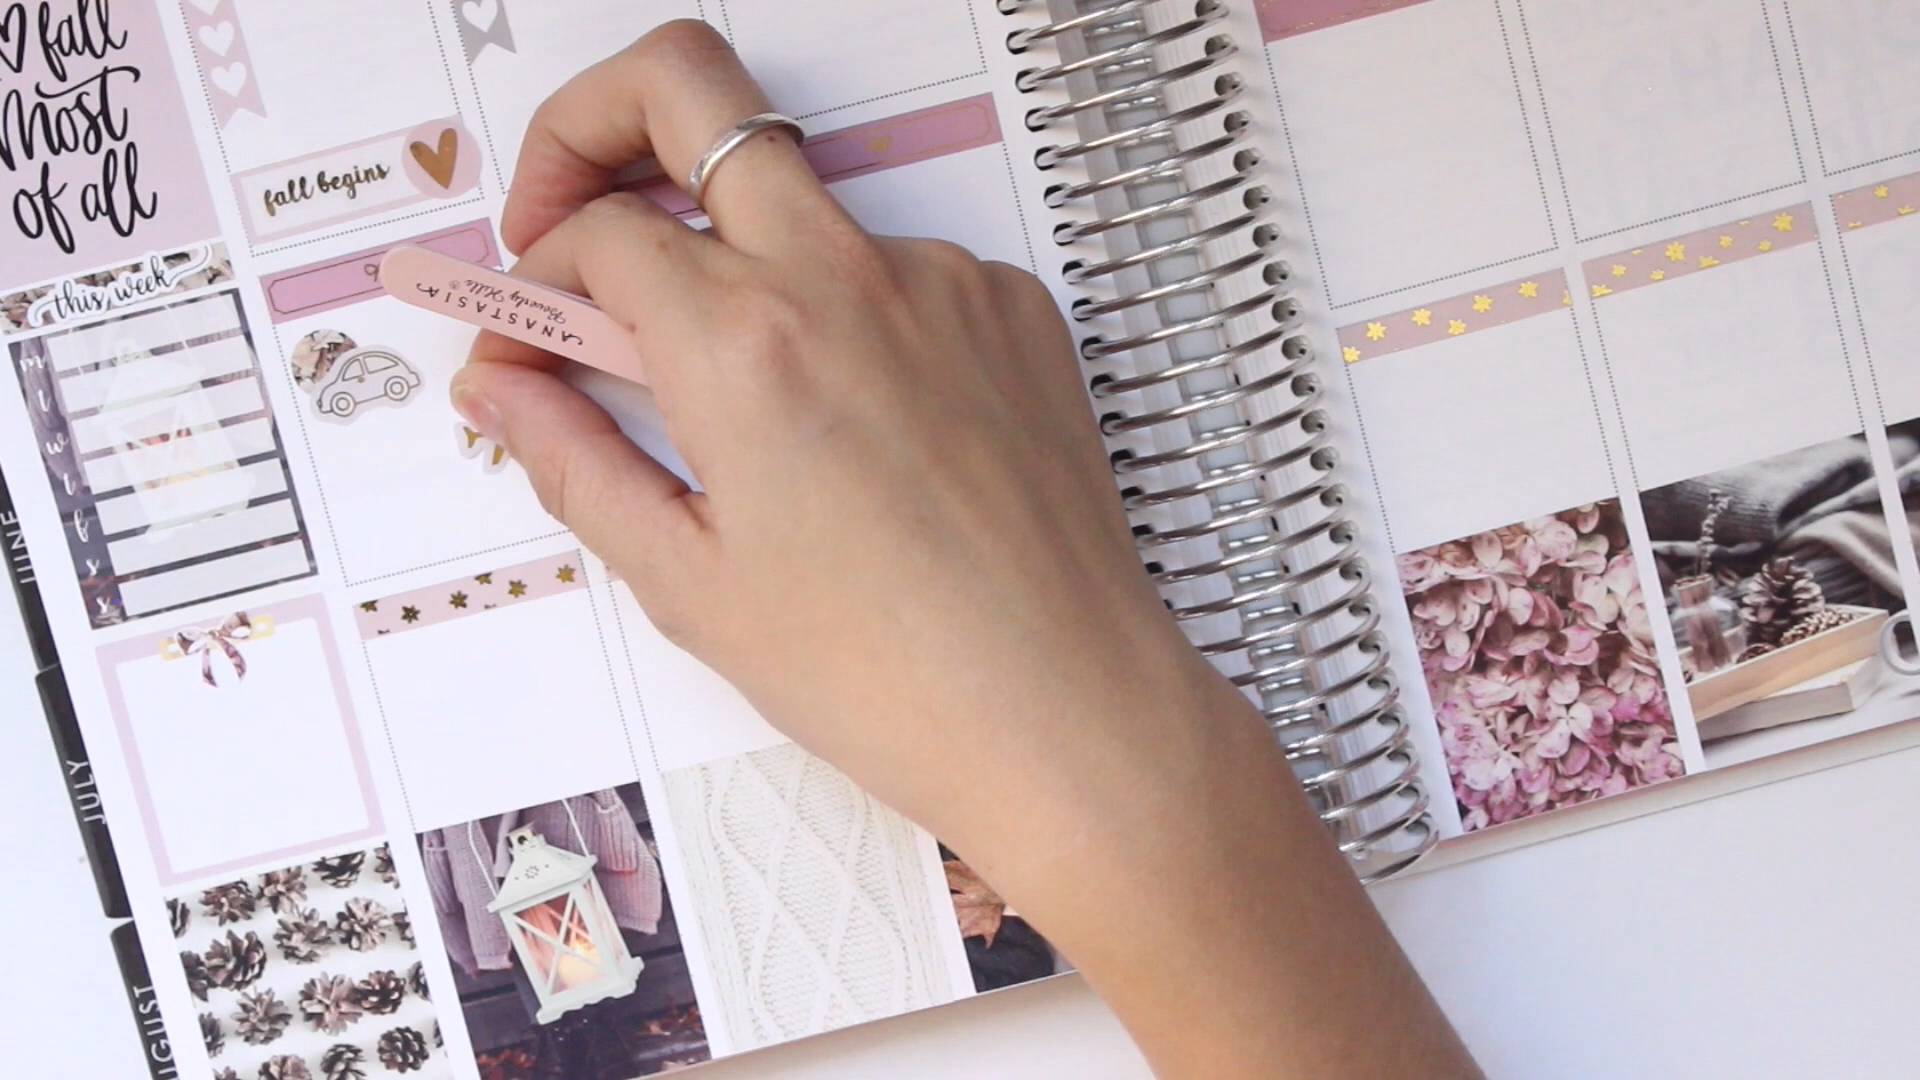 fall
most
of all
fall begins
this week
ANASTASIA
Beverly Hills®
m
t
w
t
f
s
s
JUNE
JULY
AUGUST